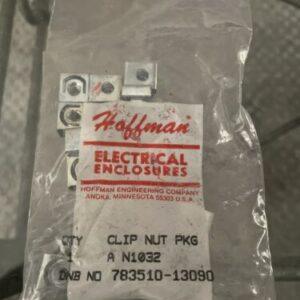 Hoffman
ELECTRICAL
ENCLOSURES
HOFFMAN ENGINEERING COMPANY
ANOKA, MINNESOTA 55303 U.S.A.
QTY CLIP NUT PKG
1 A N1032
DNB NO 783510-13090